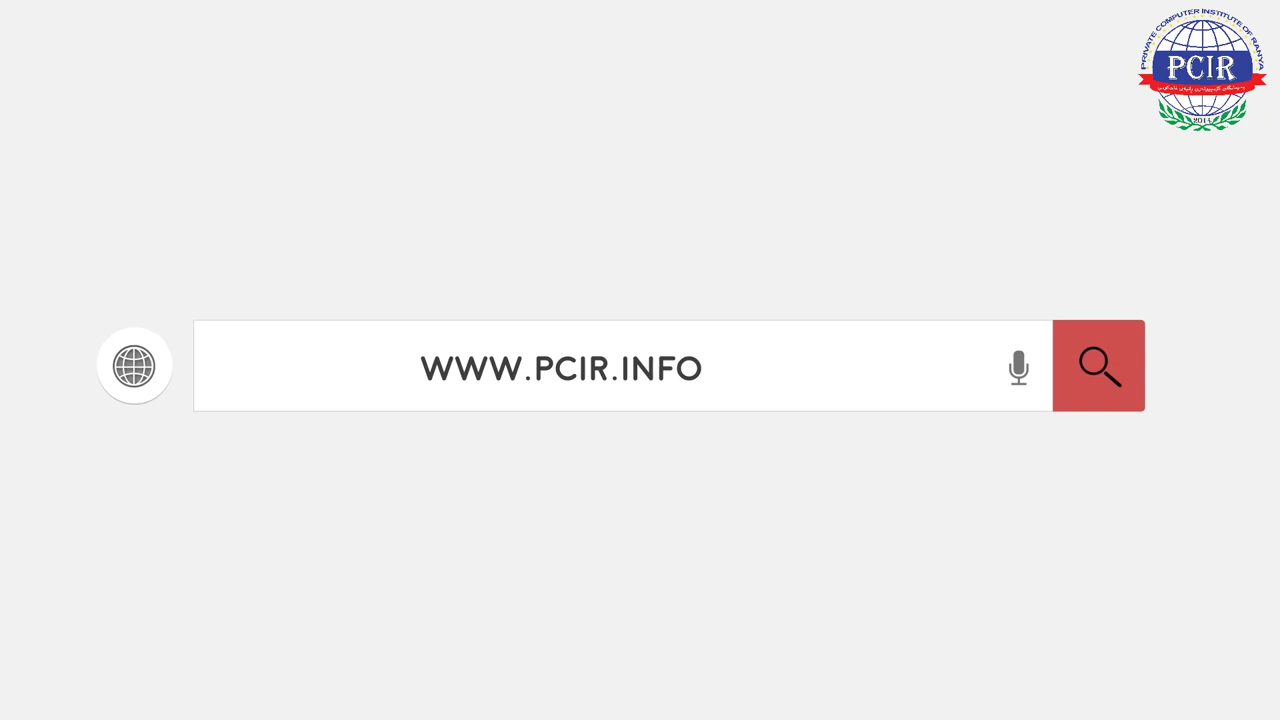 PRIVATE COMPUTER INSTITUTE OF RANYA
PCIR
2014
WWW.PCIR.INFO